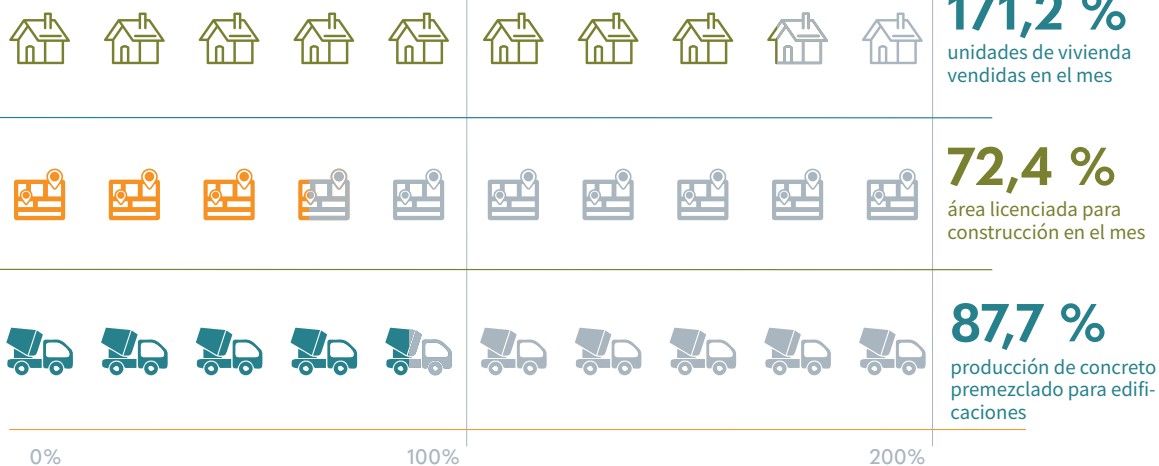 171,2 %
unidades de vivienda
vendidas en el mes
72,4 %
área licenciada para
construcción en el mes
87,7 %
producción de concreto
premezclado para edifi-
caciones
0%
100%
200%